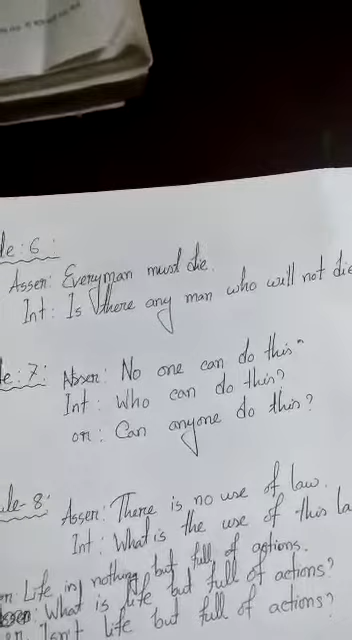 le: 6:
Asser: Everyman must die.
Int: Is there any man who will not die
le: 7: Asser: No one can do this.
Int: Who can do this?
or: Can anyone do this?
ule-8: Asser: There is no use of law.
Int: What is the use of this la
er: Life is nothing but full of actions.
What is life but full of actions?
Isn't life but full of actions?